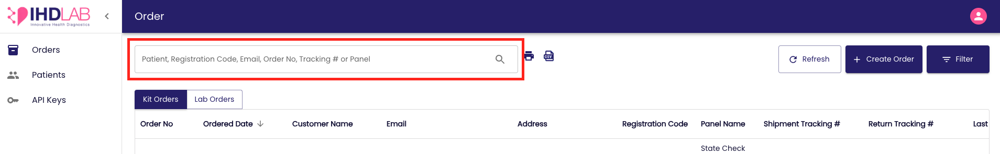 IHDLAB
Innovative Health Diagnostics
Order
Orders
Patients
API Keys
Patient, Registration Code, Email, Order No, Tracking # or Panel
CSV
Refresh
Create Order
Filter
Kit Orders
Lab Orders
Order No
Ordered Date
Customer Name
Email
Address
Registration Code
Panel Name
Shipment Tracking #
Return Tracking #
Last
State Check